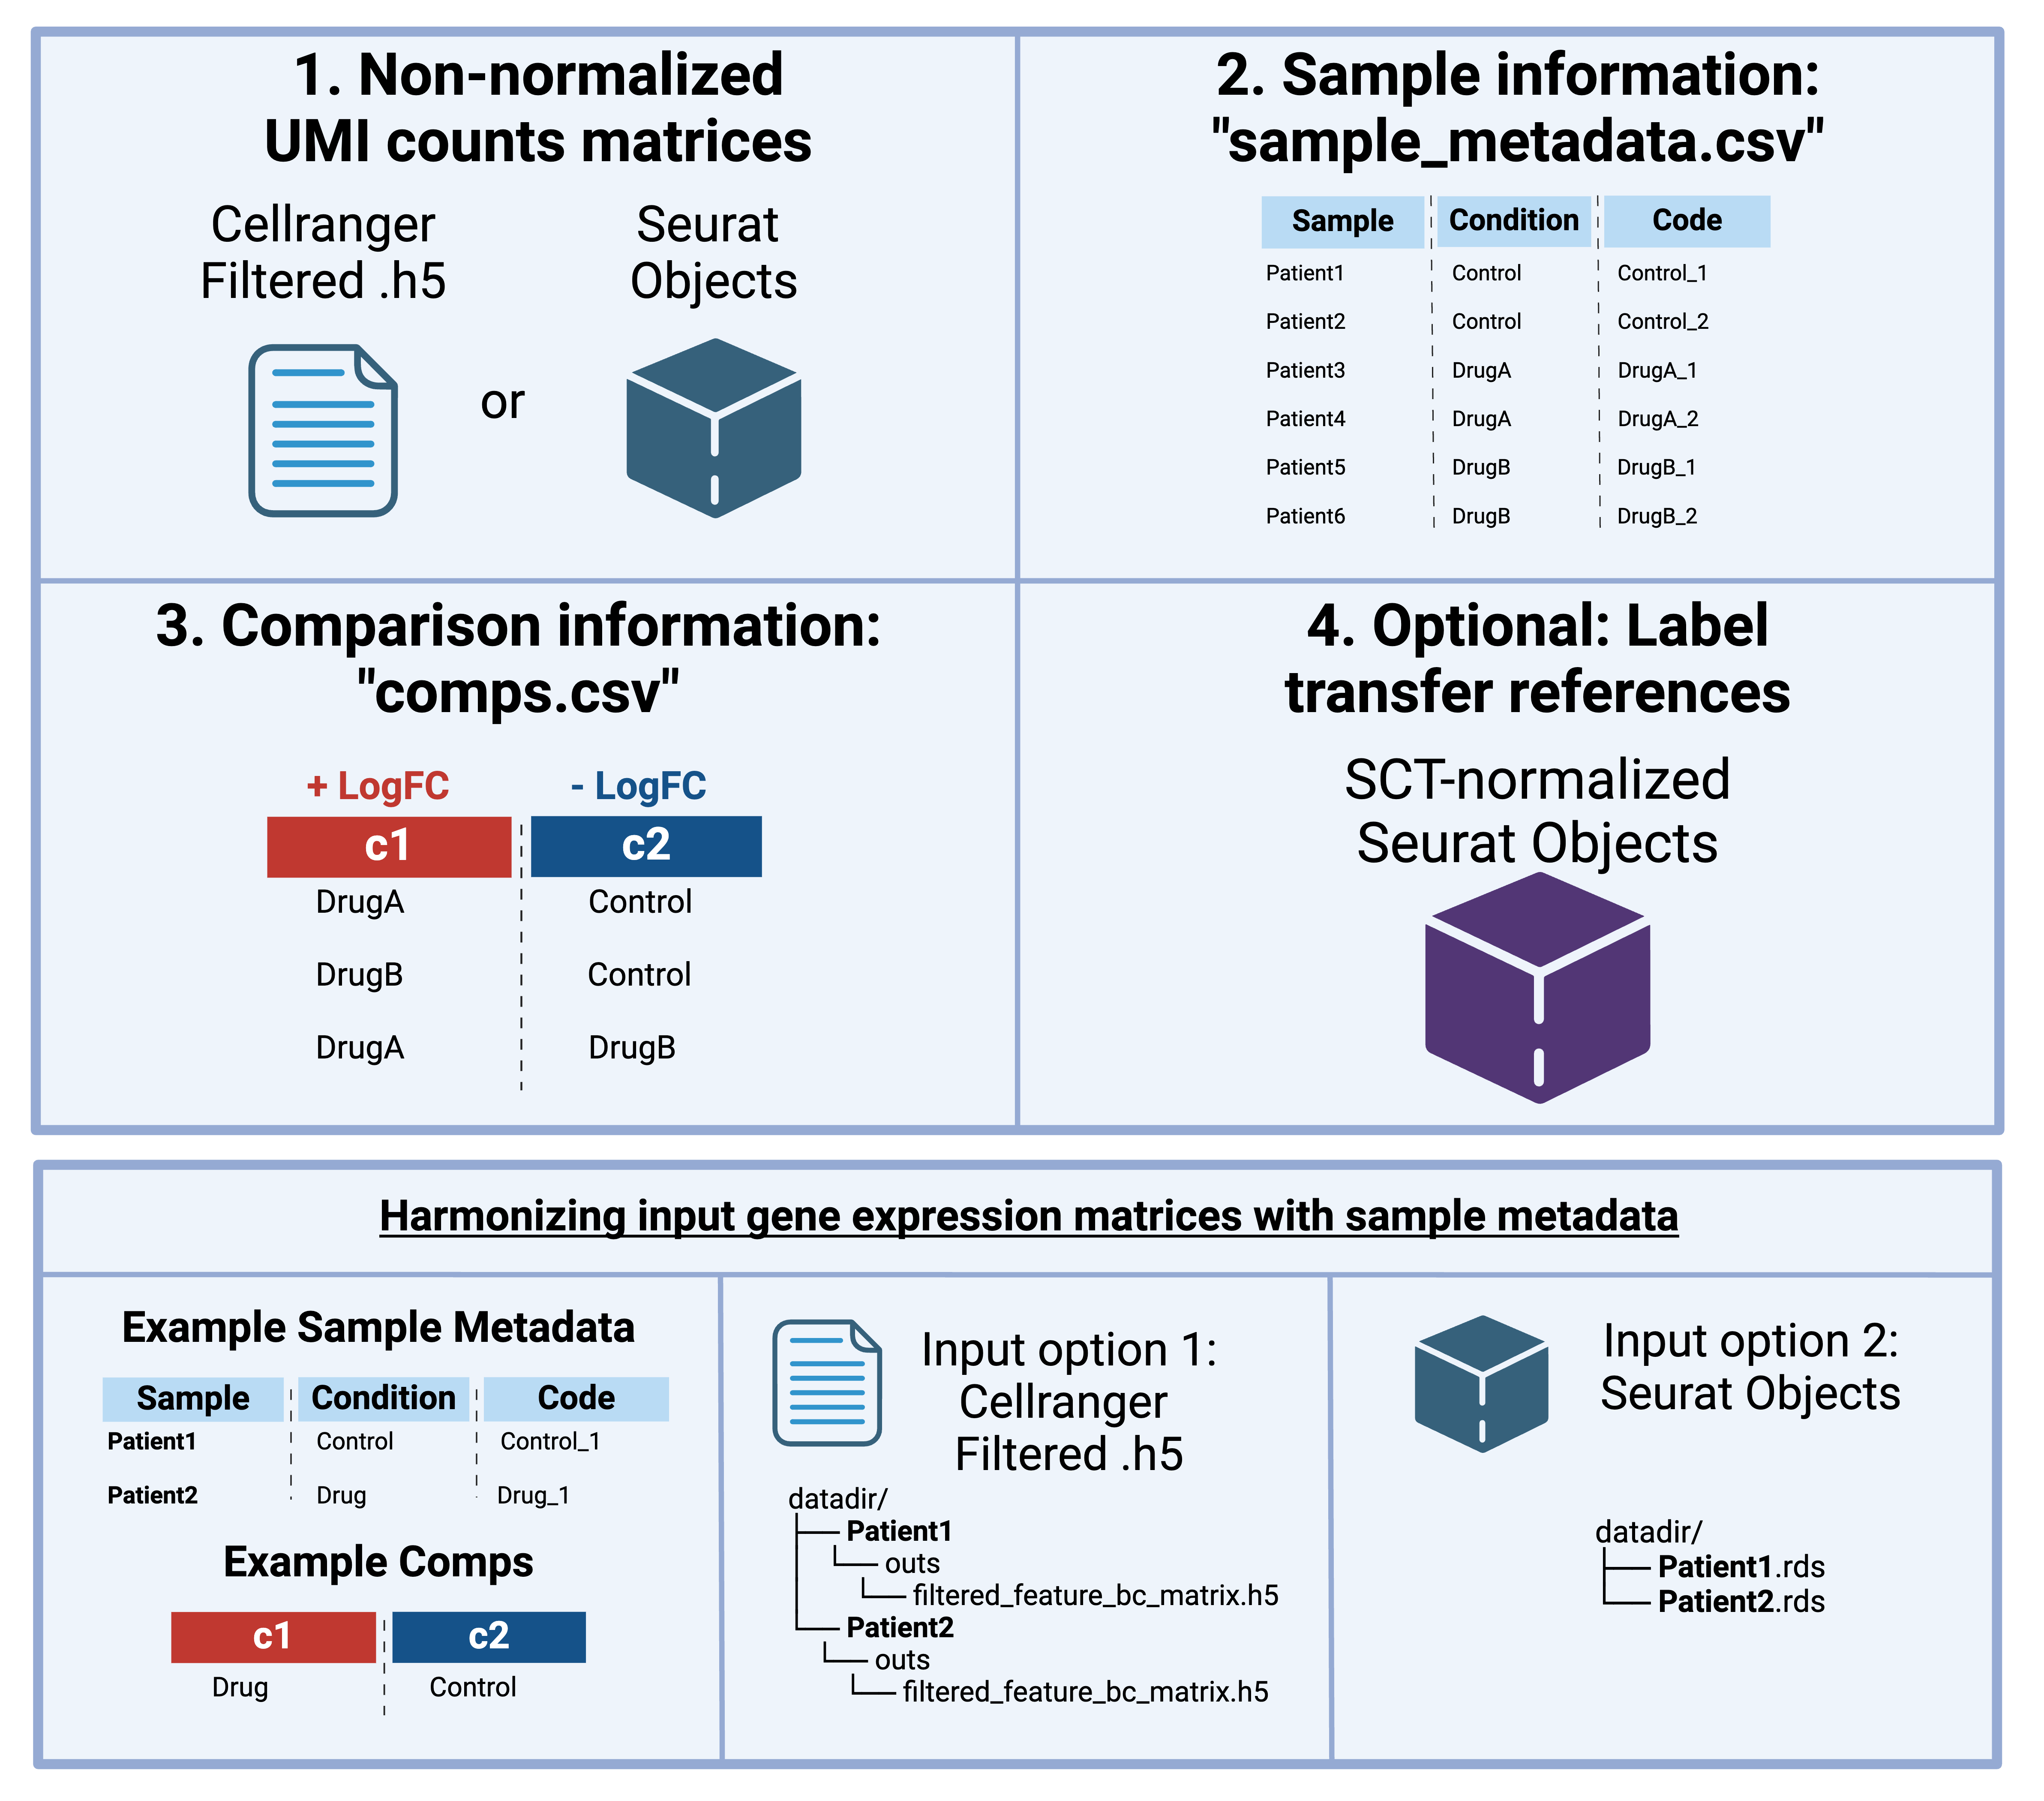 1. Non-normalized
UMI counts matrices
Cellranger
Filtered .h5
or
Seurat
Objects
2. Sample information:
"sample_metadata.csv"
Sample Condition Code
Patient1 Control Control_1
Patient2 Control Control_2
Patient3 DrugA DrugA_1
Patient4 DrugA DrugA_2
Patient5 DrugB DrugB_1
Patient6 DrugB DrugB_2
3. Comparison information:
"comps.csv"
+ LogFC - LogFC
c1 c2
DrugA Control
DrugB Control
DrugA DrugB
4. Optional: Label
transfer references
SCT-normalized
Seurat Objects
Harmonizing input gene expression matrices with sample metadata
Example Sample Metadata
Sample Condition Code
Patient1 Control Control_1
Patient2 Drug Drug_1
Example Comps
c1 c2
Drug Control
Input option 1:
Cellranger
Filtered .h5
datadir/
Patient1
outs
filtered_feature_bc_matrix.h5
Patient2
outs
filtered_feature_bc_matrix.h5
Input option 2:
Seurat Objects
datadir/
Patient1.rds
Patient2.rds